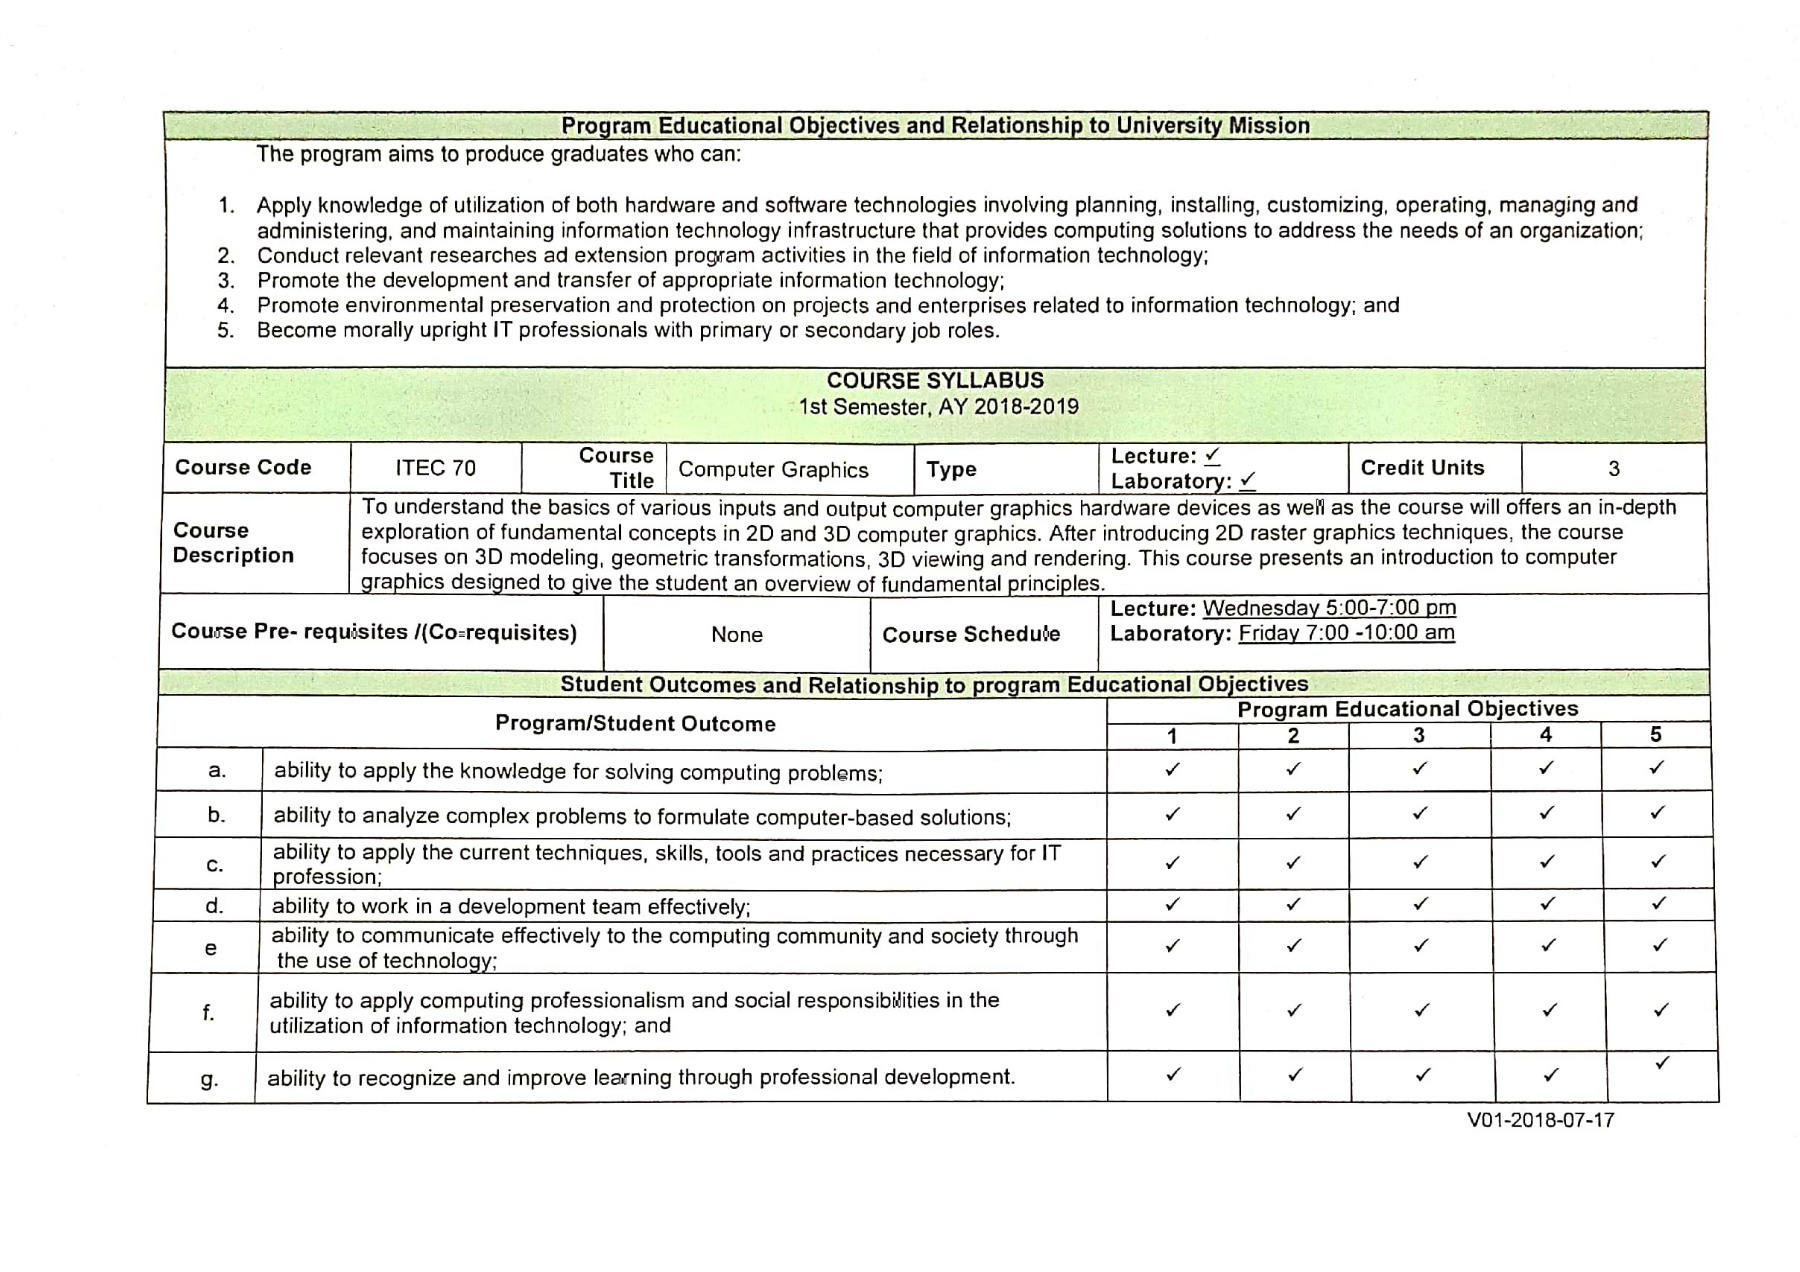 Program Educational Objectives and Relationship to University Mission
The program aims to produce graduates who can:
1. Apply knowledge of utilization of both hardware and software technologies involving planning, installing, customizing, operating, managing and
administering, and maintaining information technology infrastructure that provides computing solutions to address the needs of an organization;
2. Conduct relevant researches ad extension program activities in the field of information technology;
3. Promote the development and transfer of appropriate information technology;
4. Promote environmental preservation and protection on projects and enterprises related to information technology; and
5. Become morally upright IT professionals with primary or secondary job roles.
COURSE SYLLABUS
1st Semester, AY 2018-2019
Course Code
ITEC 70
Course
Title
Computer Graphics
Type
Lecture: ✓
Laboratory: ✓
Credit Units
3
Course
Description
To understand the basics of various inputs and output computer graphics hardware devices as well as the course will offers an in-depth
exploration of fundamental concepts in 2D and 3D computer graphics. After introducing 2D raster graphics techniques, the course
focuses on 3D modeling, geometric transformations, 3D viewing and rendering. This course presents an introduction to computer
graphics designed to give the student an overview of fundamental principles.
Course Pre- requisites /(Co-requisites)
None
Course Schedule
Lecture: Wednesday 5:00-7:00 pm
Laboratory: Friday 7:00 -10:00 am
Student Outcomes and Relationship to program Educational Objectives
Program/Student Outcome
Program Educational Objectives
1 2 3 4 5
a. ability to apply the knowledge for solving computing problems; ✓ ✓ ✓ ✓ ✓
b. ability to analyze complex problems to formulate computer-based solutions; ✓ ✓ ✓ ✓ ✓
c. ability to apply the current techniques, skills, tools and practices necessary for IT
profession; ✓ ✓ ✓ ✓ ✓
d. ability to work in a development team effectively; ✓ ✓ ✓ ✓ ✓
e ability to communicate effectively to the computing community and society through
the use of technology; ✓ ✓ ✓ ✓ ✓
f. ability to apply computing professionalism and social responsibilities in the
utilization of information technology; and ✓ ✓ ✓ ✓ ✓
g. ability to recognize and improve learning through professional development. ✓ ✓ ✓ ✓ ✓
V01-2018-07-17